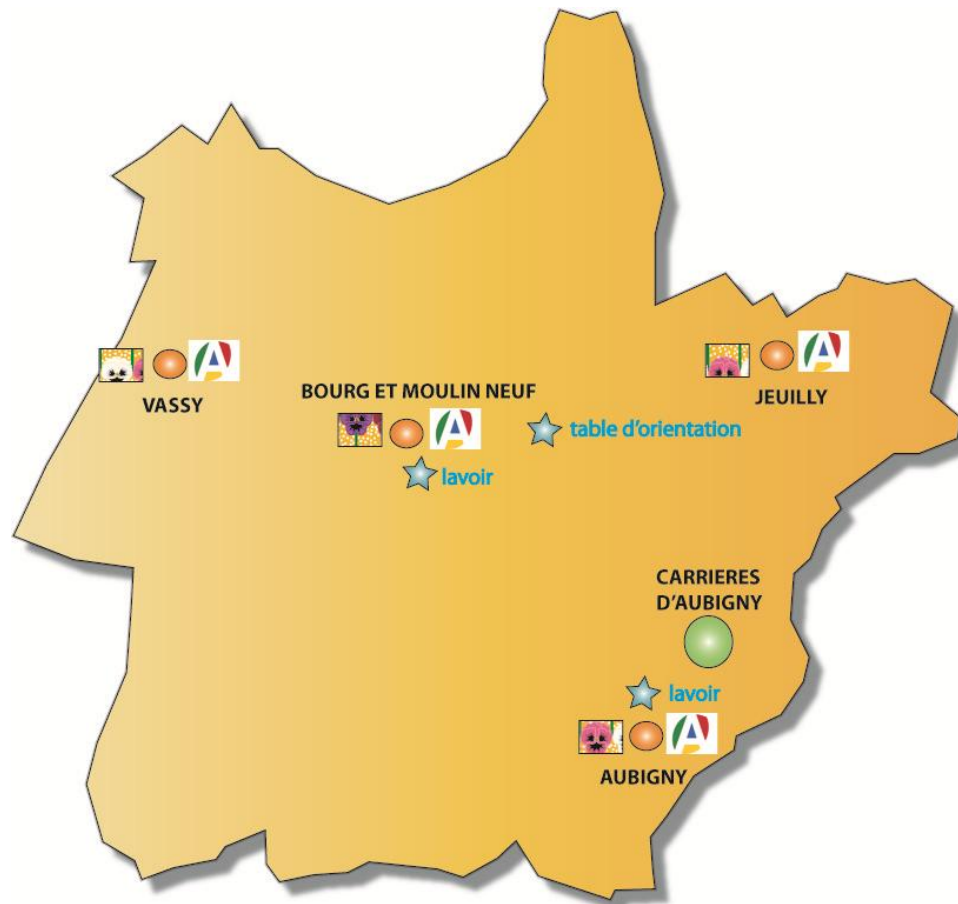 VASSY
BOURG ET MOULIN NEUF
JEUILLY
table d'orientation
lavoir
CARRIERES
D'AUBIGNY
lavoir
AUBIGNY
A
A
A
A